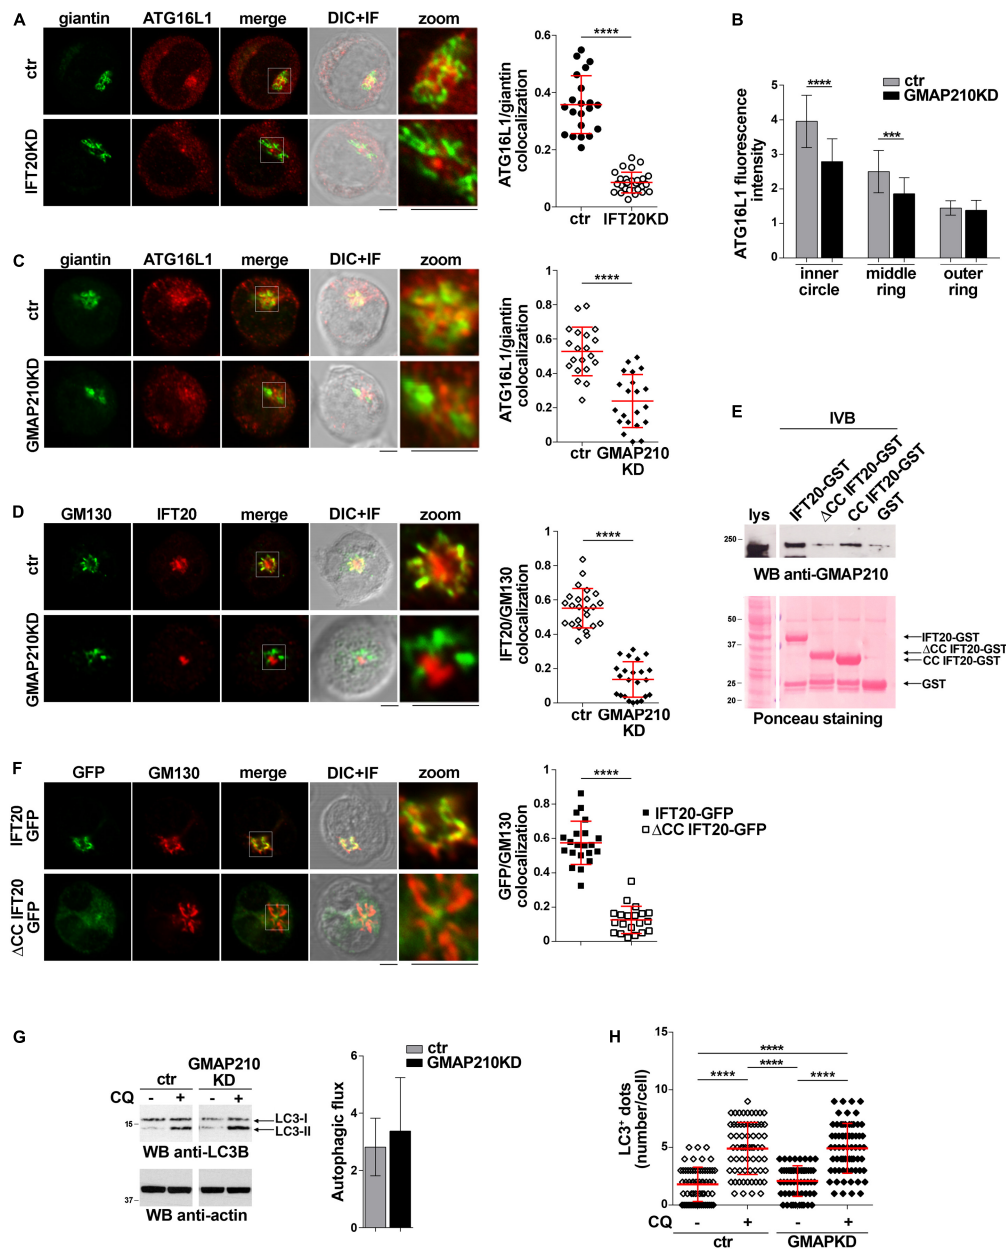 A
giantin ATG16L1 merge DIC+IF zoom
ctr
IFT20KD
ATG16L1/giantin
colocalization
0.6
0.4
0.2
0
****
ctr IFT20KD
B
ctr
GMAP210KD
ATG16L1 fluorescence
intensity
5
4
3
2
1
0
****
***
inner
circle
middle
ring
outer
ring
C
giantin ATG16L1 merge DIC+IF zoom
ctr
GMAP210KD
ATG16L1/giantin
colocalization
1
0.8
0.6
0.4
0.2
0
****
ctr GMAP210
KD
D
GM130 IFT20 merge DIC+IF zoom
ctr
GMAP210KD
IFT20/GM130
colocalization
1
0.8
0.6
0.4
0.2
0
****
ctr GMAP210
KD
E
IVB
lys IFT20-GST ΔCC IFT20-GST CC IFT20-GST GST
250
WB anti-GMAP210
50
37
25
20
IFT20-GST
ΔCC IFT20-GST
CC IFT20-GST
GST
Ponceau staining
F
GFP GM130 merge DIC+IF zoom
IFT20
GFP
ΔCC IFT20
GFP
GFP/GM130
colocalization
1
0.8
0.6
0.4
0.2
0
****
IFT20-GFP
ΔCC IFT20-GFP
G
ctr GMAP210
KD
CQ - + - +
15
LC3-I
LC3-II
WB anti-LC3B
37
WB anti-actin
ctr
GMAP210KD
Autophagic flux
6
4
2
0
H
LC3+ dots
(number/cell)
15
10
5
0
****
****
****
****
CQ - + - +
ctr GMAPKD